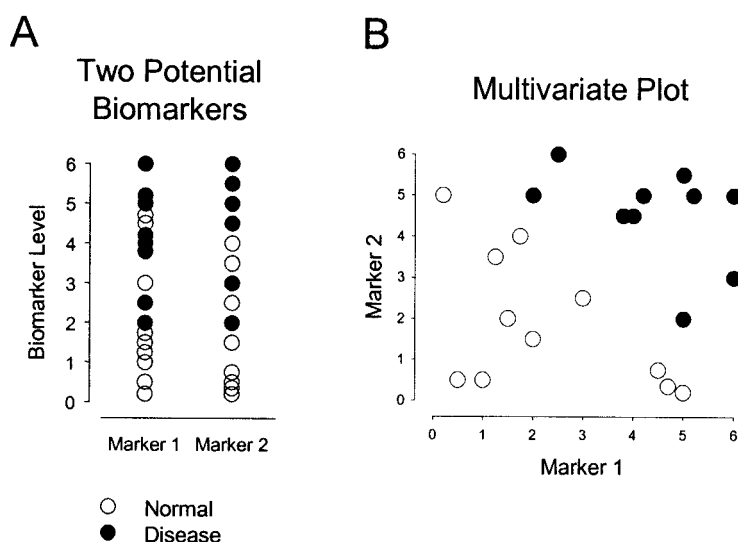 A
Two Potential
Biomarkers
Biomarker Level
6
5
4
3
2
1
0
Marker 1 Marker 2
Normal
Disease
B
Multivariate Plot
Marker 2
6
5
4
3
2
1
0
0 1 2 3 4 5 6
Marker 1